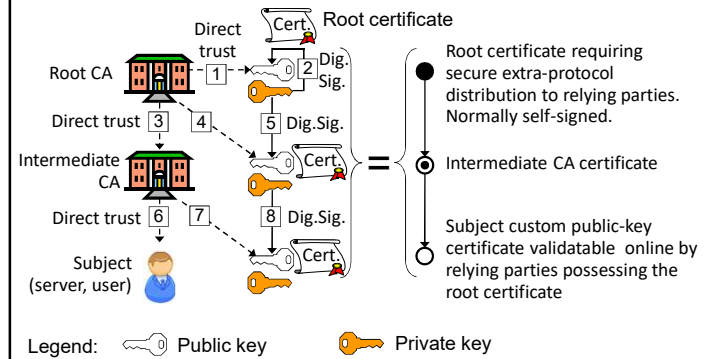 Root certificate
Cert.
Direct
trust
Root CA
1
2
Dig.
Sig.
Direct trust
3
4
5
Dig.Sig.
Intermediate
CA
Cert.
Direct trust
6
7
8
Dig.Sig.
Subject
(server, user)
Cert.
=
Root certificate requiring
secure extra-protocol
distribution to relying parties.
Normally self-signed.
Intermediate CA certificate
Subject custom public-key
certificate validatable online by
relying parties possessing the
root certificate
Legend:
Public key
Private key